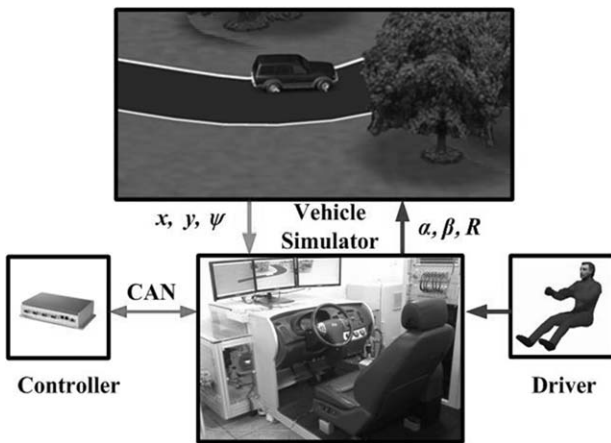 x, y, ψ
Vehicle
Simulator
α, β, R
CAN
Controller
Driver